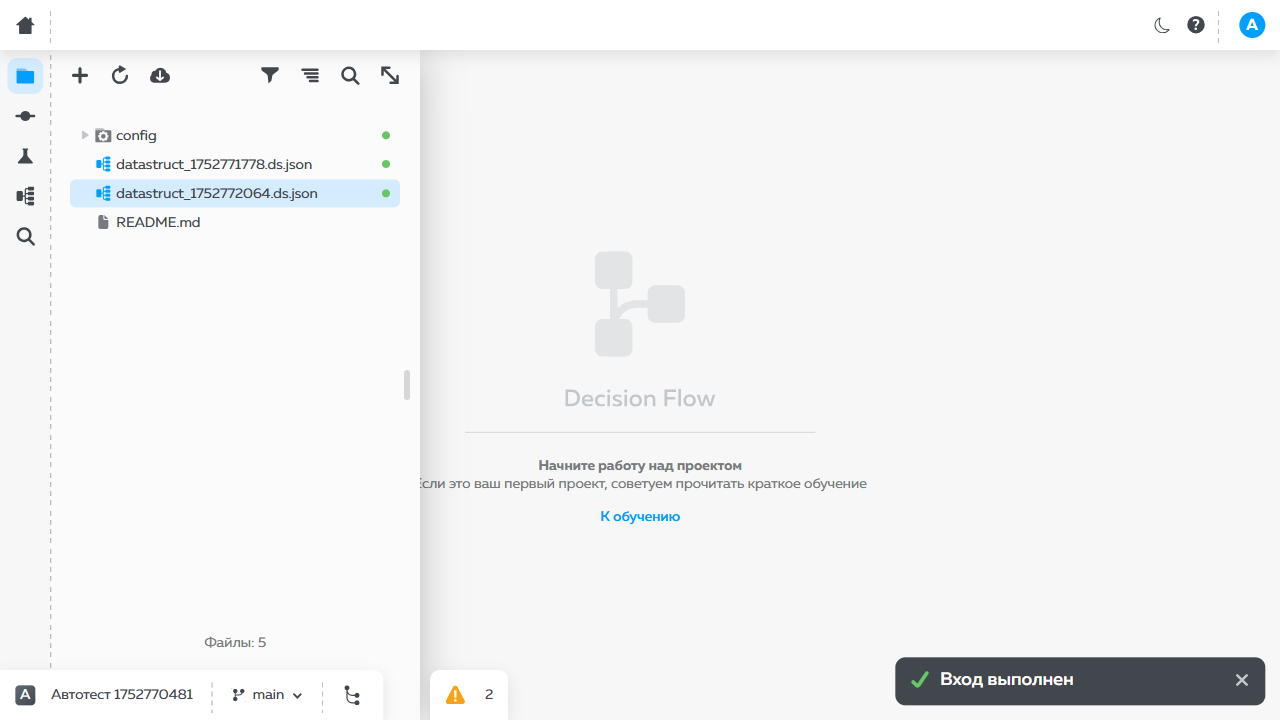 A
config
datastruct_1752771778.ds.json
datastruct_1752772064.ds.json
README.md
Decision Flow
Начните работу над проектом
Если это ваш первый проект, советуем прочитать краткое обучение
К обучению
Файлы: 5
A
Автотест 1752770481
main
2
Вход выполнен